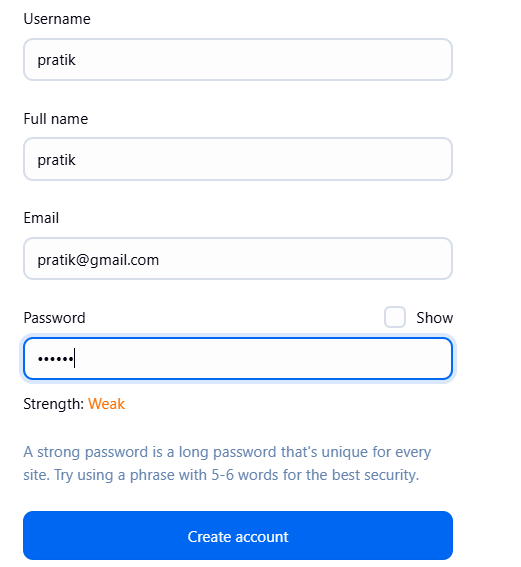 Username
pratik
Full name
pratik
Email
pratik@gmail.com
Password Show
••••••
Strength: Weak
A strong password is a long password that's unique for every
site. Try using a phrase with 5-6 words for the best security.
Create account